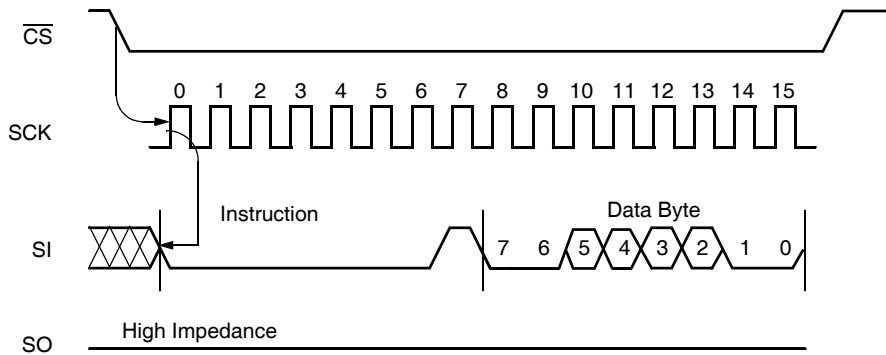 CS
0 1 2 3 4 5 6 7 8 9 10 11 12 13 14 15
SCK
Instruction
Data Byte
SI
7 6 5 4 3 2 1 0
High Impedance
SO